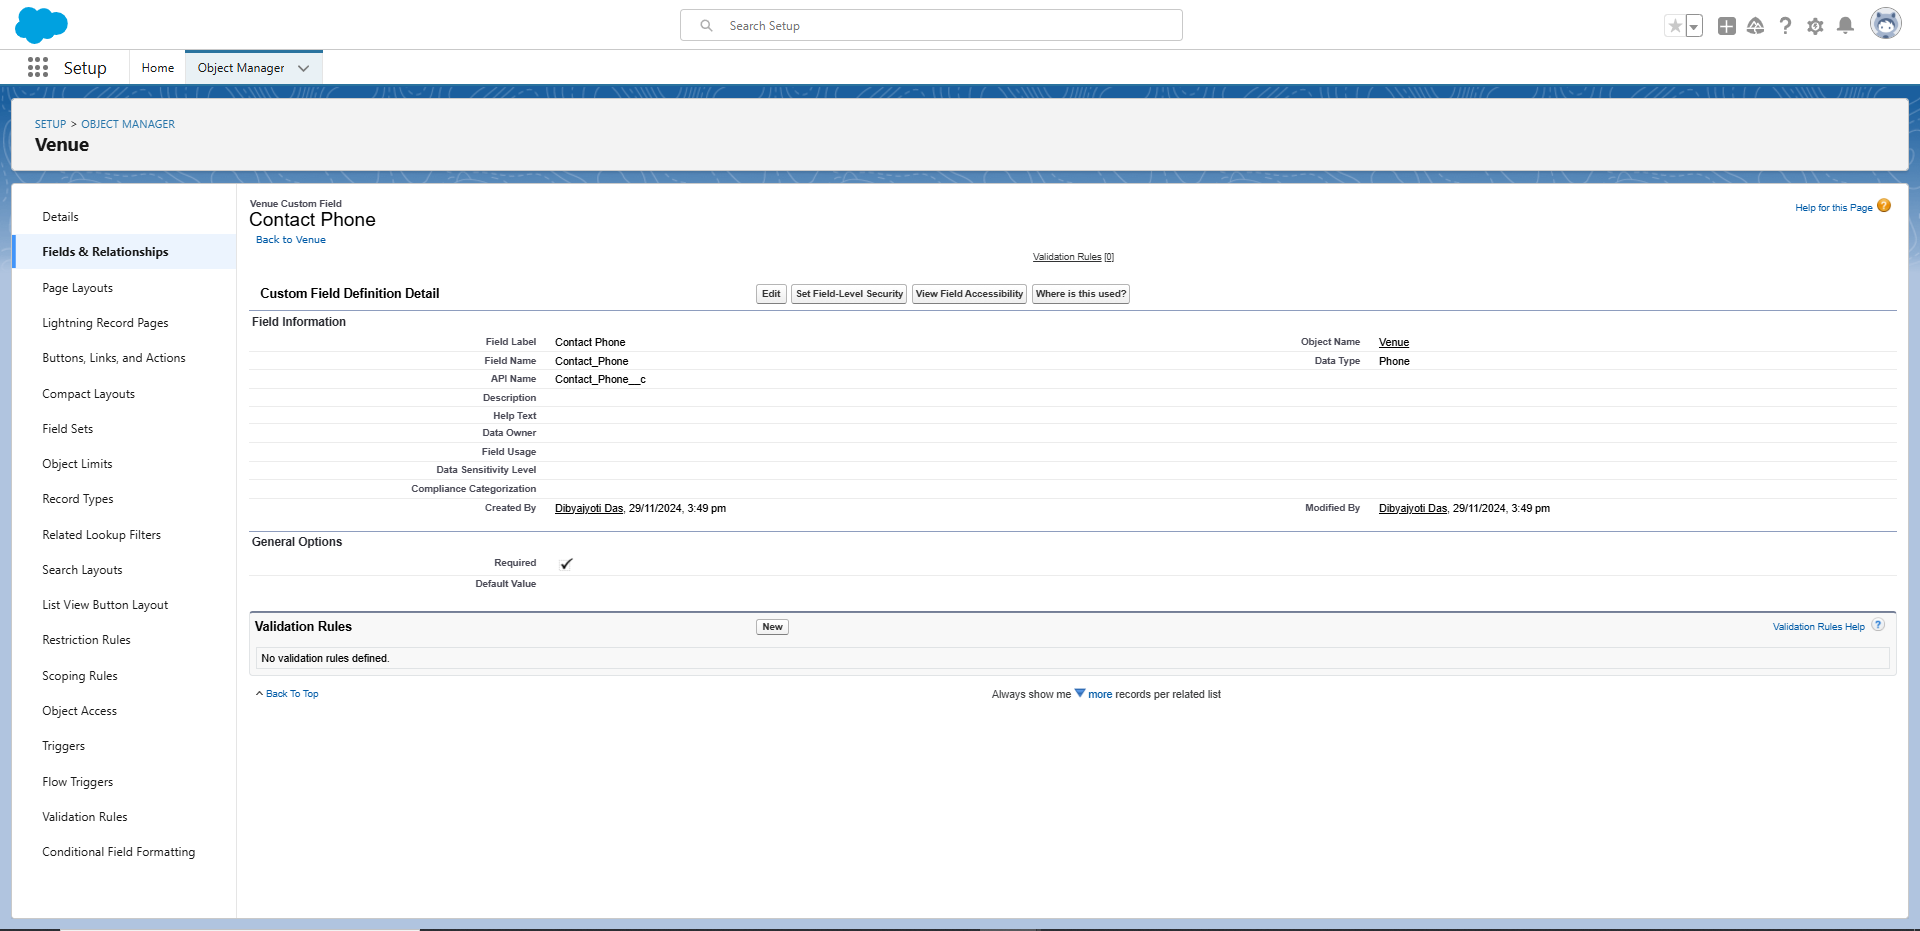 Search Setup
Setup
Home
Object Manager
SETUP > OBJECT MANAGER
Venue
Details
Fields & Relationships
Page Layouts
Lightning Record Pages
Buttons, Links, and Actions
Compact Layouts
Field Sets
Object Limits
Record Types
Related Lookup Filters
Search Layouts
List View Button Layout
Restriction Rules
Scoping Rules
Object Access
Triggers
Flow Triggers
Validation Rules
Conditional Field Formatting
Venue Custom Field
Contact Phone
Back to Venue
Help for this Page ?
Validation Rules [0]
Custom Field Definition Detail
Edit
Set Field-Level Security
View Field Accessibility
Where is this used?
Field Information
Field Label Contact Phone Object Name Venue
Field Name Contact_Phone Data Type Phone
API Name Contact_Phone__c
Description
Help Text
Data Owner
Field Usage
Data Sensitivity Level
Compliance Categorization
Created By Dibyajyoti Das, 29/11/2024, 3:49 pm Modified By Dibyajyoti Das, 29/11/2024, 3:49 pm
General Options
Required
Default Value
Validation Rules
New
Validation Rules Help ?
No validation rules defined.
Back To Top
Always show me more records per related list